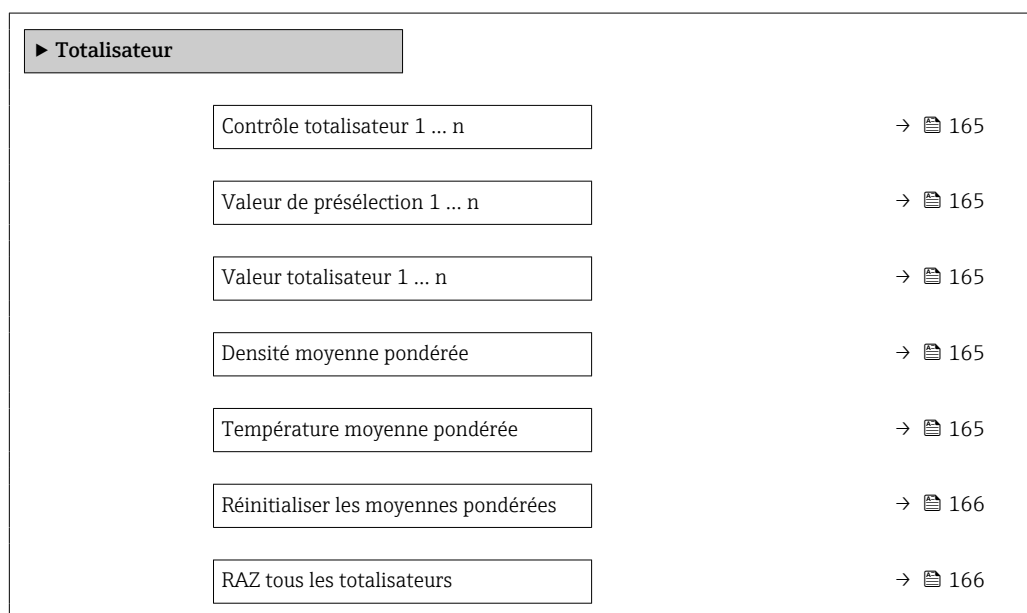 ► Totalisateur
Contrôle totalisateur 1 … n → 165
Valeur de présélection 1 … n → 165
Valeur totalisateur 1 … n → 165
Densité moyenne pondérée → 165
Température moyenne pondérée → 165
Réinitialiser les moyennes pondérées → 166
RAZ tous les totalisateurs → 166